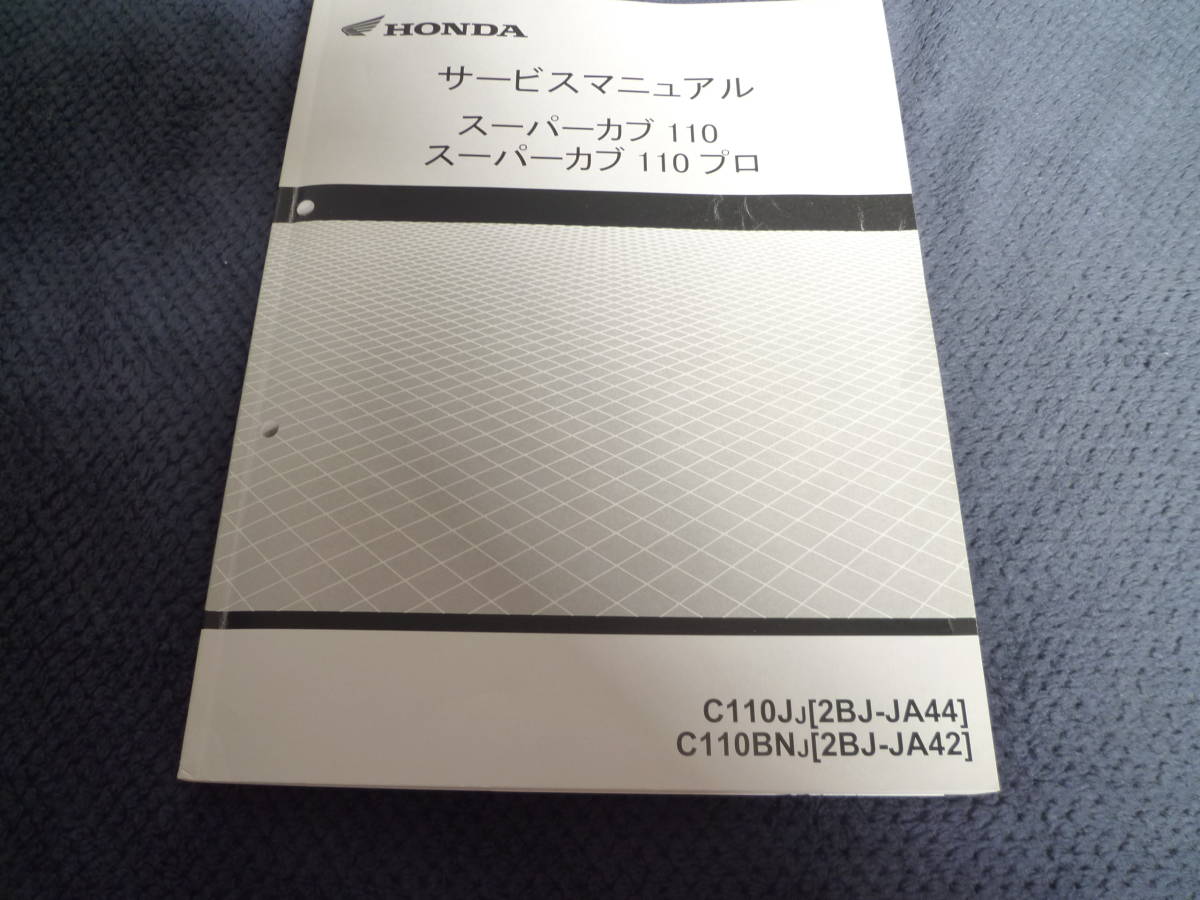 HONDA
サービスマニュアル
スーパーカブ 110
スーパーカブ 110 プロ
C110JJ[2BJ-JA44]
C110BNJ[2BJ-JA42]